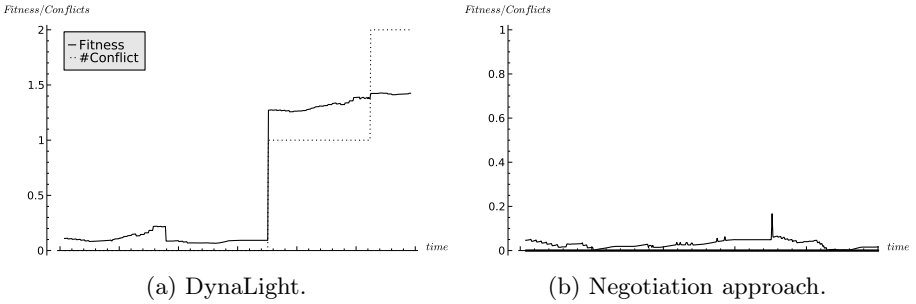 Fitness/Conflicts
2
1.5
1
0.5
0
Fitness
#Conflict
time
(a) DynaLight.
Fitness/Conflicts
1
0.8
0.6
0.4
0.2
0
time
(b) Negotiation approach.